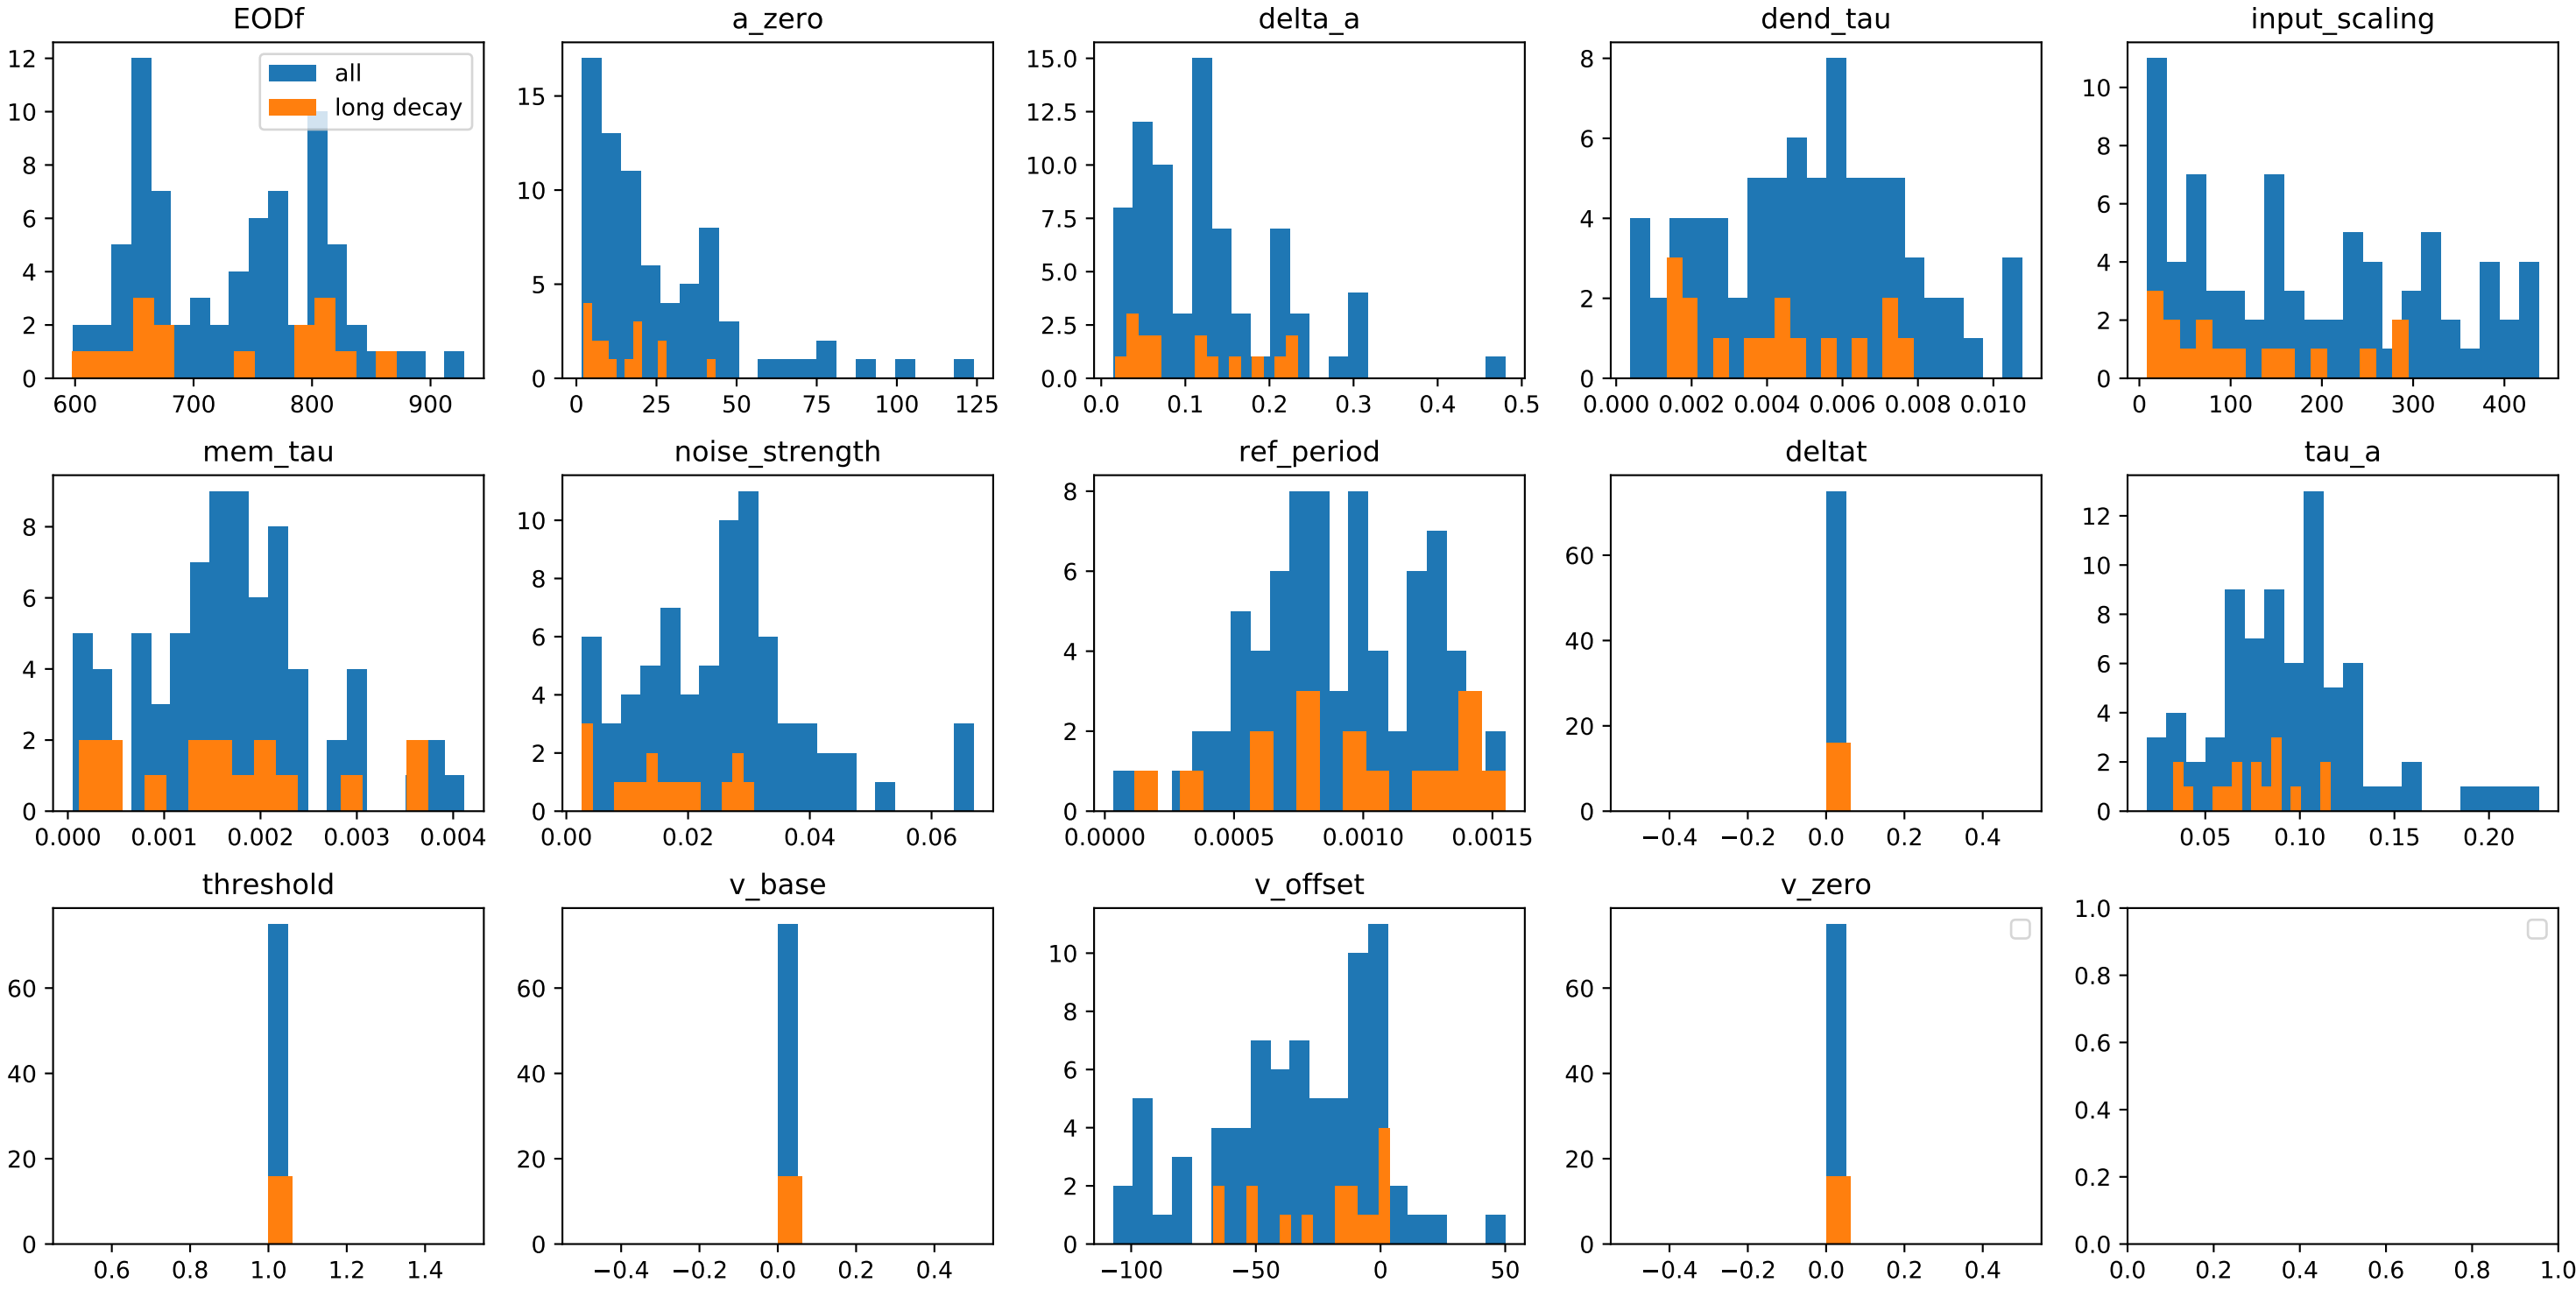 EODf
a_zero
delta_a
dend_tau
input_scaling
12
10
8
6
4
2
0
all
long decay
600 700 800 900
15
10
5
0
0 25 50 75 100 125
15.0
12.5
10.0
7.5
5.0
2.5
0.0
0.0 0.1 0.2 0.3 0.4 0.5
8
6
4
2
0
0.000 0.002 0.004 0.006 0.008 0.010
10
8
6
4
2
0
0 100 200 300 400
mem_tau
noise_strength
ref_period
deltat
tau_a
8
6
4
2
0
0.000 0.001 0.002 0.003 0.004
10
8
6
4
2
0
0.00 0.02 0.04 0.06
8
6
4
2
0
0.0000 0.0005 0.0010 0.0015
60
40
20
0
−0.4 −0.2 0.0 0.2 0.4
12
10
8
6
4
2
0
0.05 0.10 0.15 0.20
threshold
v_base
v_offset
v_zero
60
40
20
0
0.6 0.8 1.0 1.2 1.4
60
40
20
0
−0.4 −0.2 0.0 0.2 0.4
10
8
6
4
2
0
−100 −50 0 50
60
40
20
0
−0.4 −0.2 0.0 0.2 0.4
1.0
0.8
0.6
0.4
0.2
0.0
0.0 0.2 0.4 0.6 0.8 1.0